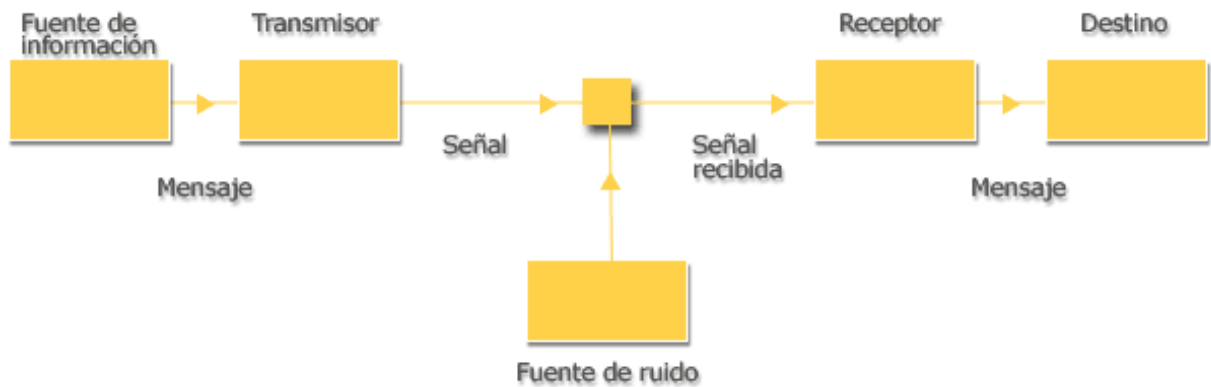 Fuente de
información
Transmisor
Receptor
Destino
Señal
Señal
recibida
Mensaje
Mensaje
Fuente de ruido